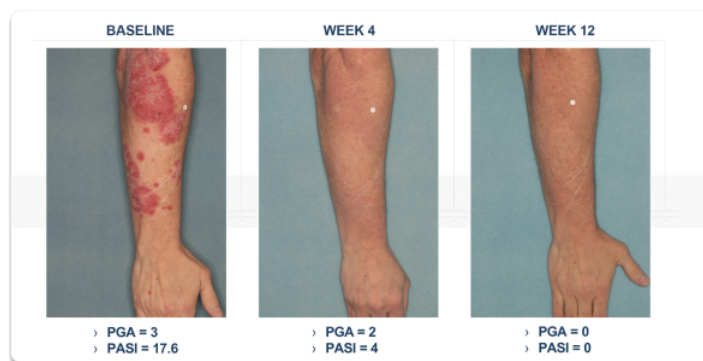 BASELINE
WEEK 4
WEEK 12
› PGA = 3
› PASI = 17.6
› PGA = 2
› PASI = 4
› PGA = 0
› PASI = 0